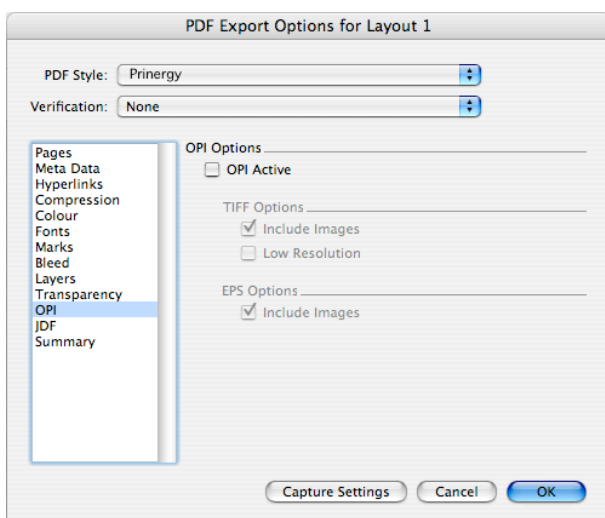 PDF Export Options for Layout 1
PDF Style: Prinergy
Verification: None
Pages
Meta Data
Hyperlinks
Compression
Colour
Fonts
Marks
Bleed
Layers
Transparency
OPI
JDF
Summary
OPI Options
OPI Active
TIFF Options
Include Images
Low Resolution
EPS Options
Include Images
Capture Settings Cancel OK